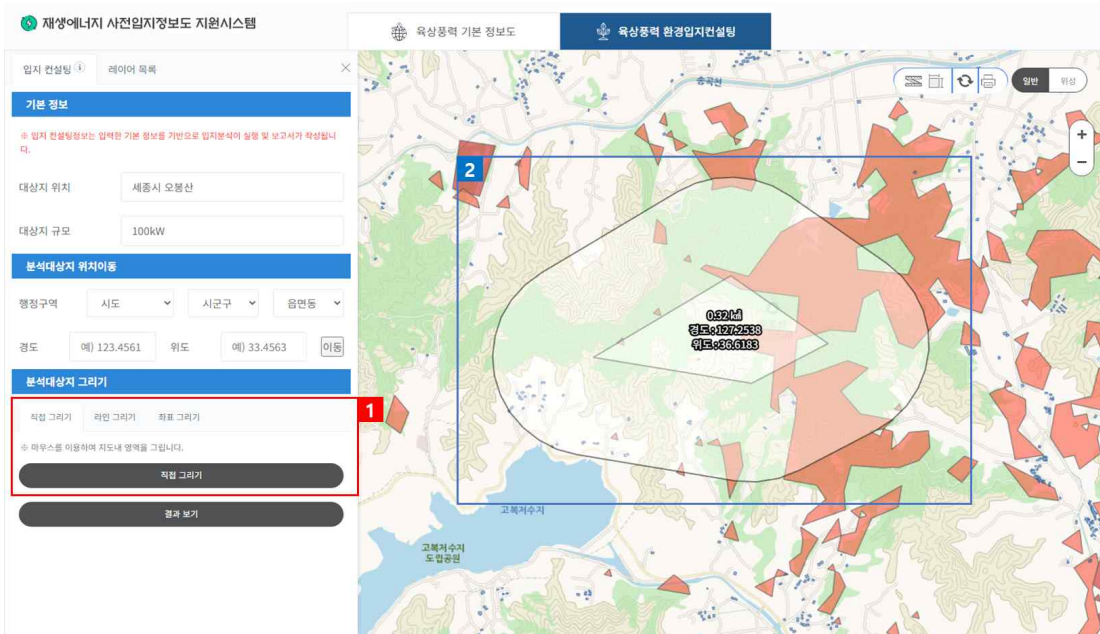 재생에너지 사전입지정보도 지원시스템
육상풍력 기본 정보도
육상풍력 환경입지컨설팅
입지 컨설팅 i
레이어 목록
×
기본 정보
※ 입지 컨설팅정보는 입력한 기본 정보를 기반으로 입지분석이 실행 및 보고서가 작성됩니
다.
대상지 위치
세종시 오봉산
대상지 규모
100kW
분석대상지 위치이동
행정구역
시도
시군구
읍면동
경도
예) 123.4561
위도
예) 33.4563
이동
분석대상지 그리기
1
직접 그리기
라인 그리기
좌표 그리기
※ 마우스를 이용하여 지도내 영역을 그립니다.
직접 그리기
결과 보기
일반
위성
+
−
2
0.32㎢
경도 : 127.2538
위도 : 36.6183
고복저수지
고복저수지
도립공원